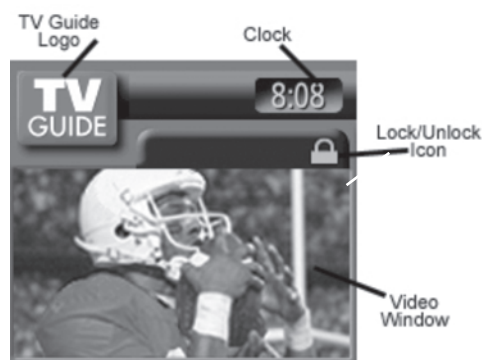 TV Guide
Logo
Clock
TV
GUIDE
8:08
Lock/Unlock
Icon
Video
Window